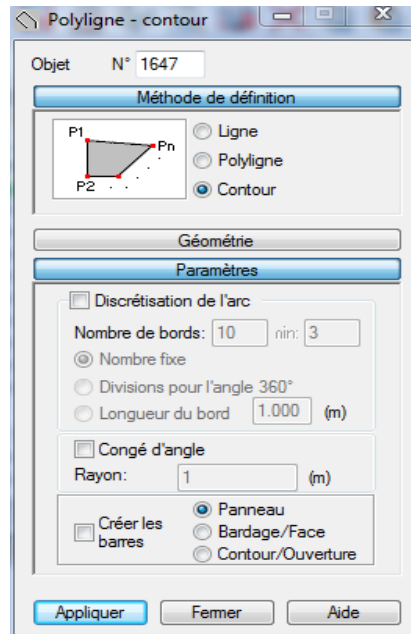 Polyligne - contour
Objet N° 1647
Méthode de définition
P1 Pn
P2
Ligne
Polyligne
Contour
Géométrie
Paramètres
Discrétisation de l'arc
Nombre de bords: 10 nin: 3
Nombre fixe
Divisions pour l'angle 360°
Longueur du bord 1.000 (m)
Congé d'angle
Rayon: 1 (m)
Créer les barres
Panneau
Bardage/Face
Contour/Ouverture
Appliquer Fermer Aide